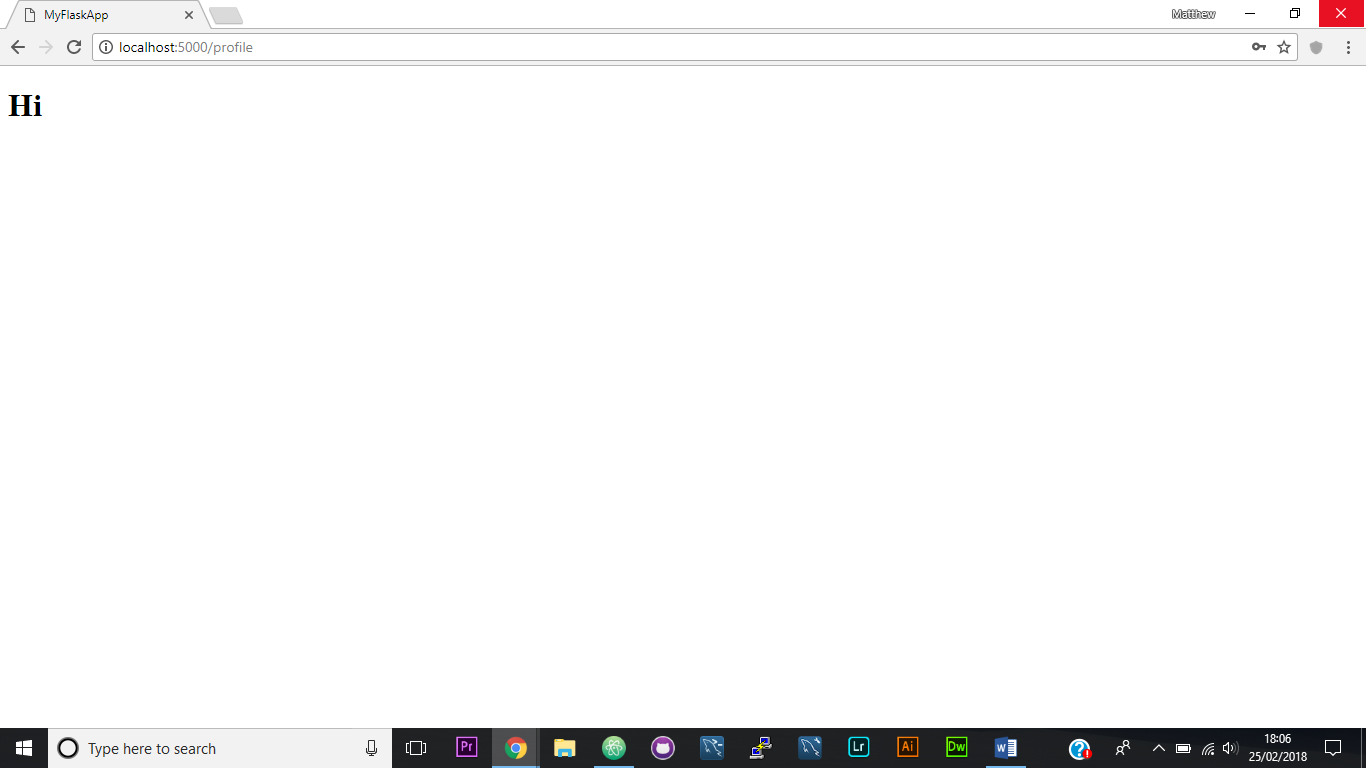 MyFlaskApp
Matthew
localhost:5000/profile
Hi
Type here to search
Pr
Lr
Ai
Dw
W
18:06
25/02/2018